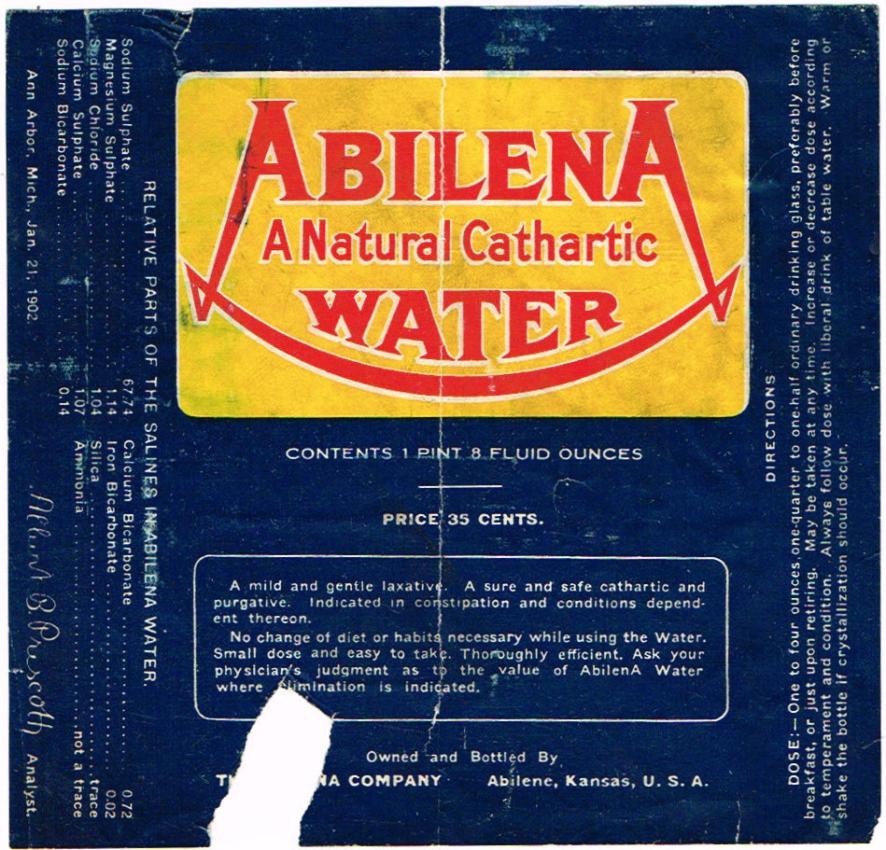 ABILENA
A Natural Cathartic
WATER
CONTENTS 1 PINT 8 FLUID OUNCES
PRICE 35 CENTS.
A mild and gentle laxative. A sure and safe cathartic and
purgative. Indicated in constipation and conditions depend-
ent thereon.
No change of diet or habits necessary while using the Water.
Small dose and easy to take. Thoroughly efficient. Ask your
physician's judgment as to the value of AbilenA Water
where elimination is indicated.
Owned and Bottled By
COMPANY Abilene, Kansas, U. S. A.
RELATIVE PARTS OF THE SALINES IN ABILENA WATER.
Sodium Sulphate 67.74 Calcium Bicarbonate 0.72
Magnesium Sulphate 1.14 Iron Bicarbonate 0.02
Sodium Chloride 1.04 Silica trace
Calcium Sulphate 1.07 Ammonia not a trace
Sodium Bicarbonate 0.14
Ann Arbor, Mich., Jan. 21, 1902. Albert B Prescott Analyst.
DIRECTIONS
DOSE:— One to four ounces one-quarter to one-half ordinary drinking glass, preferably before
breakfast, or just upon retiring. May be taken at any time. Increase or decrease dose according
to temperament and condition. Always follow dose with liberal drink of table water. Warm or
shake the bottle if crystallization should occur.